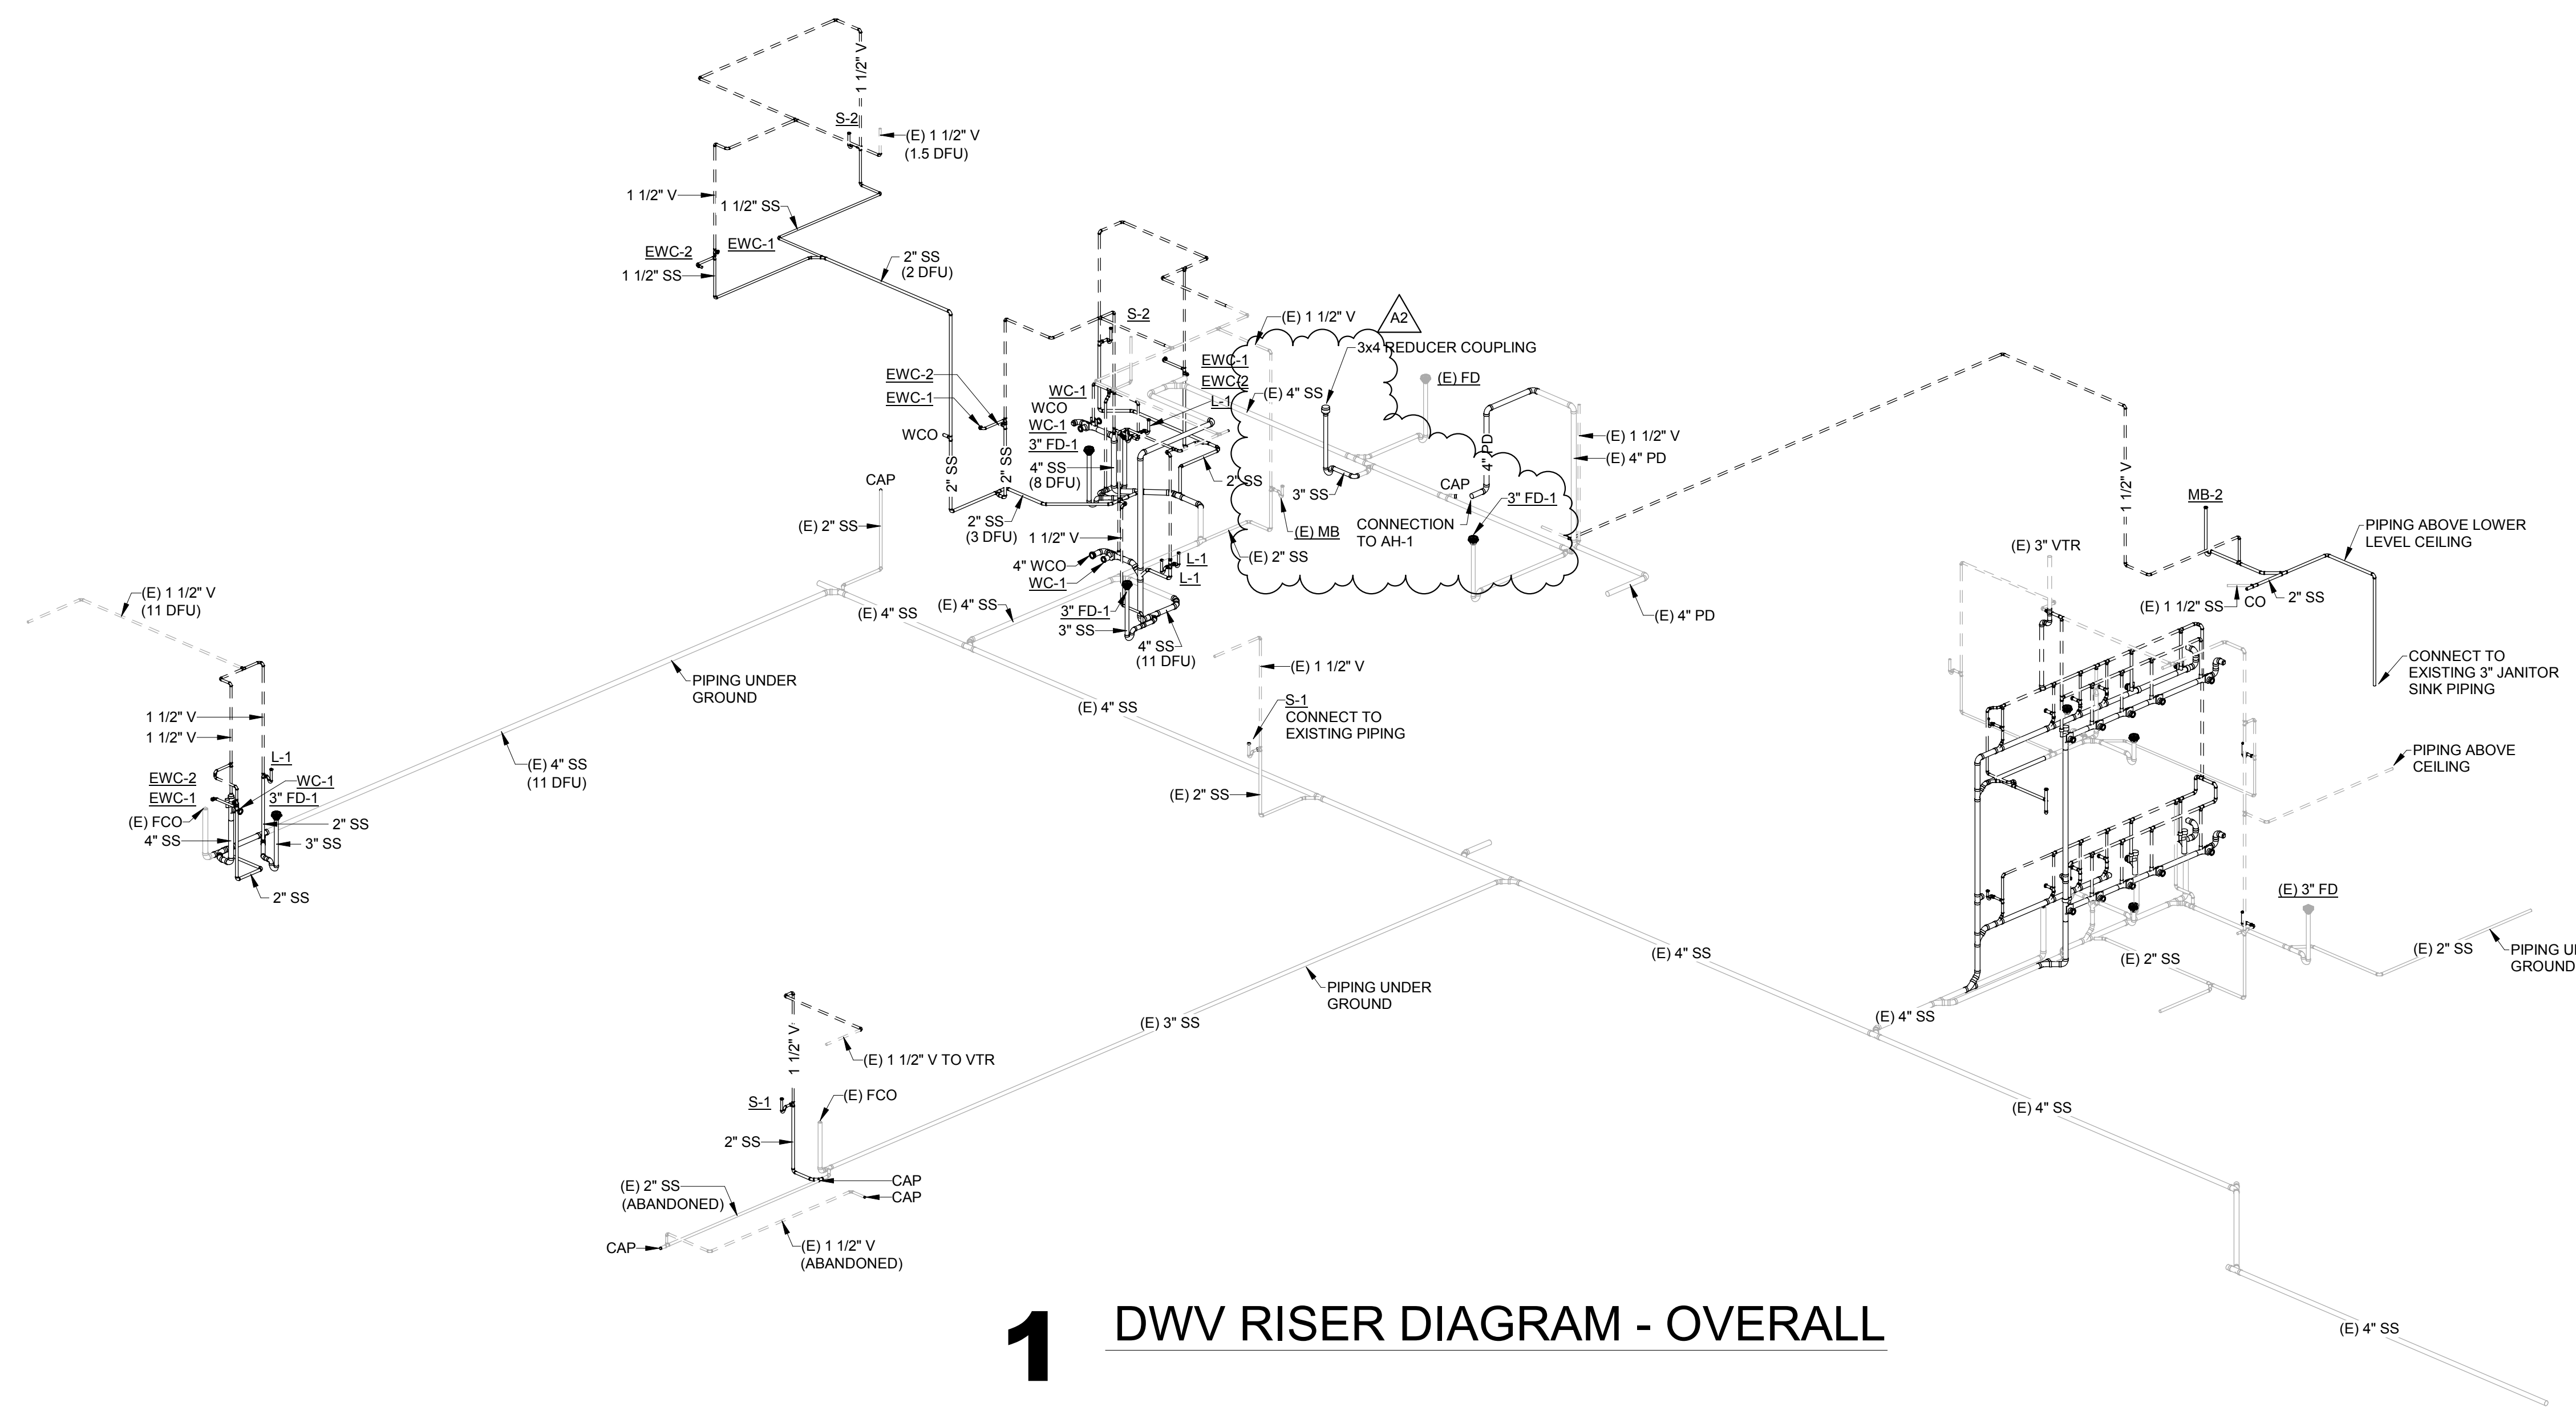 1 1/2" V
S-2
(E) 1 1/2" V
(1.5 DFU)
1 1/2" V
1 1/2" SS
EWC-1
EWC-2
1 1/2" SS
2" SS
(2 DFU)
S-2
(E) 1 1/2" V
A2
3x4 REDUCER COUPLING
EWC-1
EWC-2
L-1
(E) 4" SS
(E) FD
EWC-2
EWC-1
WC-1
WCO
WC-1
3" FD-1
4" SS
(8 DFU)
WCO
2" SS
2" SS
2" SS
4" PD
(E) 1 1/2" V
(E) 4" PD
3" SS
CAP
3" FD-1
CONNECTION
TO AH-1
(E) MB
(E) 2" SS
(E) 4" PD
CAP
(E) 2" SS
2" SS
(3 DFU)
1 1/2" V
4" WCO
WC-1
L-1
L-1
3" FD-1
3" SS
4" SS
(11 DFU)
(E) 4" SS
(E) 4" SS
1 1/2" V
MB-2
PIPING ABOVE LOWER
LEVEL CEILING
(E) 3" VTR
(E) 1 1/2" SS
CO
2" SS
CONNECT TO
EXISTING 3" JANITOR
SINK PIPING
PIPING ABOVE
CEILING
(E) 1 1/2" V
(11 DFU)
PIPING UNDER
GROUND
1 1/2" V
1 1/2" V
L-1
EWC-2
EWC-1
WC-1
3" FD-1
(E) FCO
4" SS
2" SS
3" SS
2" SS
(E) 4" SS
(11 DFU)
(E) 4" SS
(E) 1 1/2" V
S-1
CONNECT TO
EXISTING PIPING
(E) 2" SS
(E) 3" FD
(E) 2" SS
(E) 2" SS
PIPING U
GROUND
(E) 4" SS
(E) 4" SS
PIPING UNDER
GROUND
(E) 3" SS
1 1/2" V
(E) 1 1/2" V TO VTR
(E) FCO
S-1
2" SS
(E) 2" SS
(ABANDONED)
CAP
CAP
CAP
(E) 1 1/2" V
(ABANDONED)
(E) 4" SS
(E) 4" SS
1 DWV RISER DIAGRAM - OVERALL